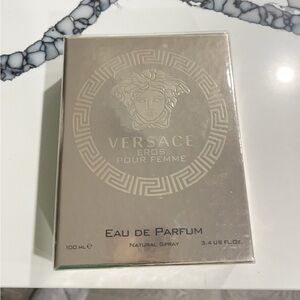 VERSACE
EROS
POUR FEMME
EAU DE PARFUM
NATURAL SPRAY
100 ML ℮
3.4 US FL.OZ.